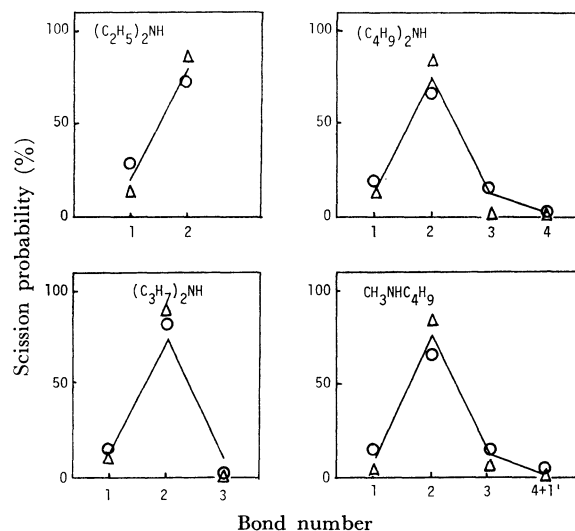 (C2H5)2NH
(C4H9)2NH
100
50
0
1 2
100
50
0
1 2 3 4
(C3H7)2NH
CH3NHC4H9
100
50
0
1 2 3
100
50
0
1 2 3 4+1'
Scission probability (%)
Bond number